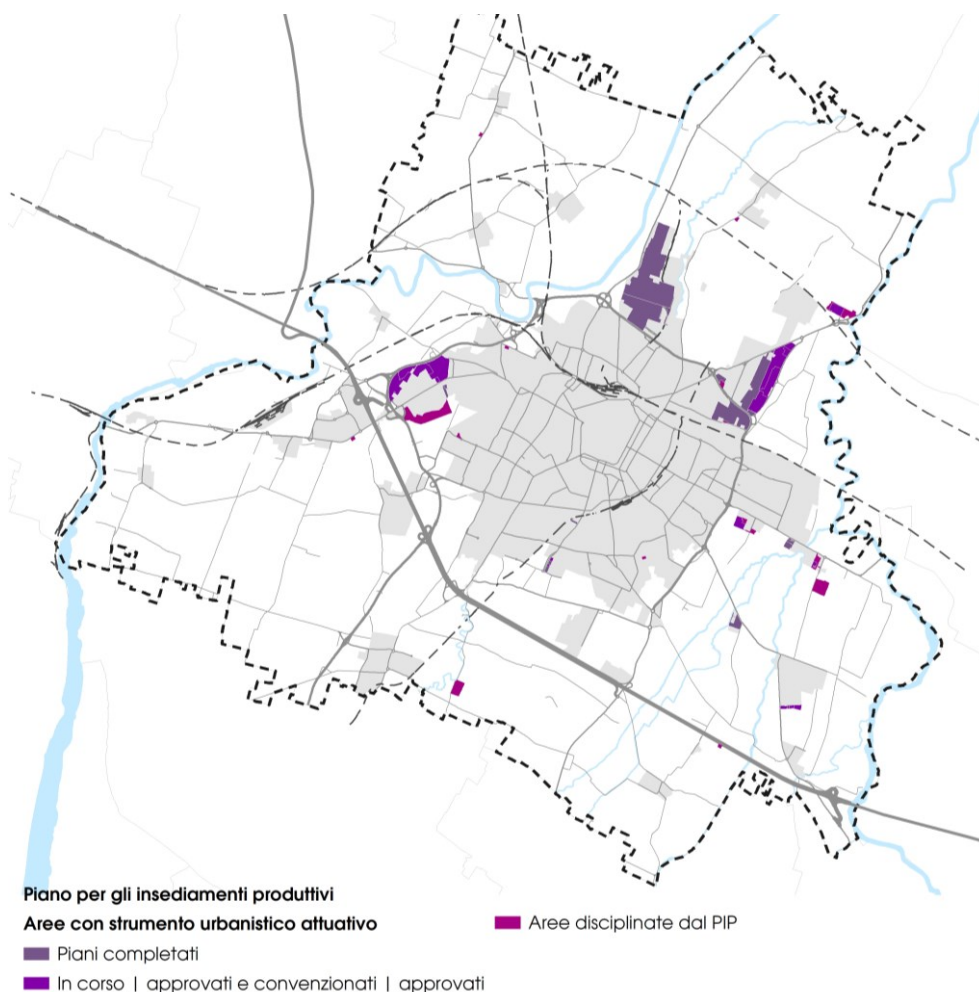 Piano per gli insediamenti produttivi
Aree con strumento urbanistico attuativo
Piani completati
In corso | approvati e convenzionati | approvati
Aree disciplinate dal PIP